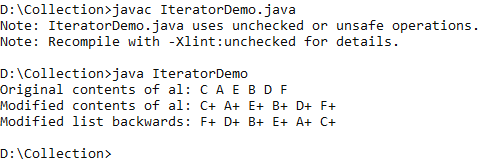 D:\Collection>javac IteratorDemo.java
Note: IteratorDemo.java uses unchecked or unsafe operations.
Note: Recompile with -Xlint:unchecked for details.
D:\Collection>java IteratorDemo
Original contents of al: C A E B D F
Modified contents of al: C+ A+ E+ B+ D+ F+
Modified list backwards: F+ D+ B+ E+ A+ C+
D:\Collection>